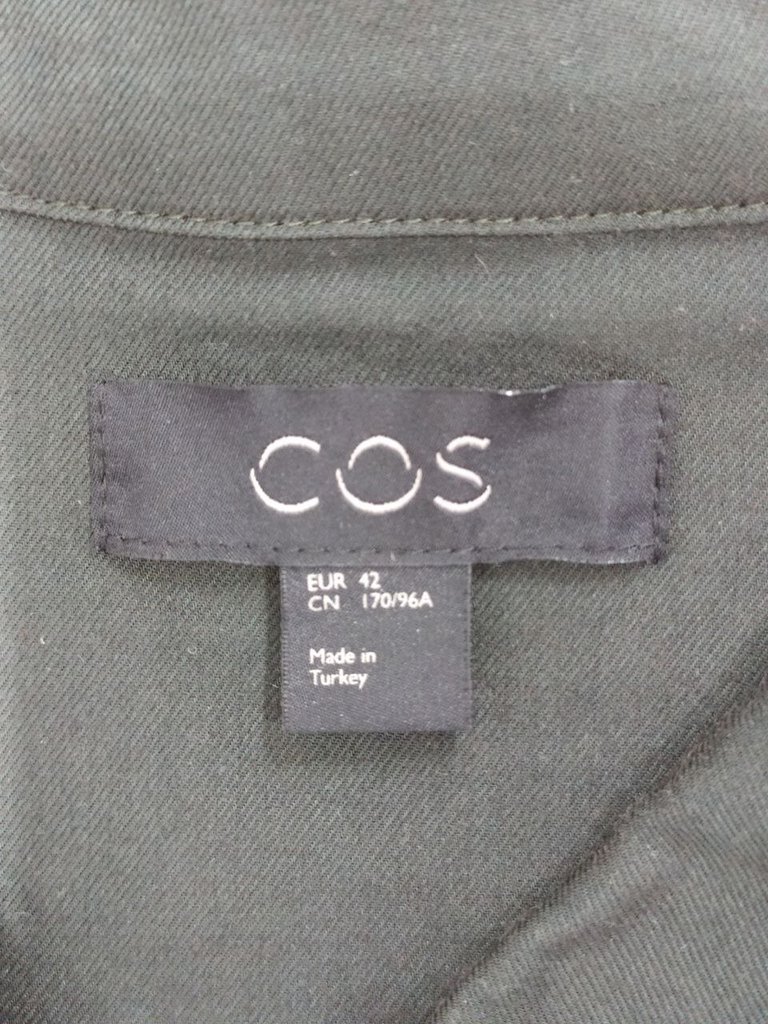 COS
EUR 42
CN 170/96A
Made in
Turkey